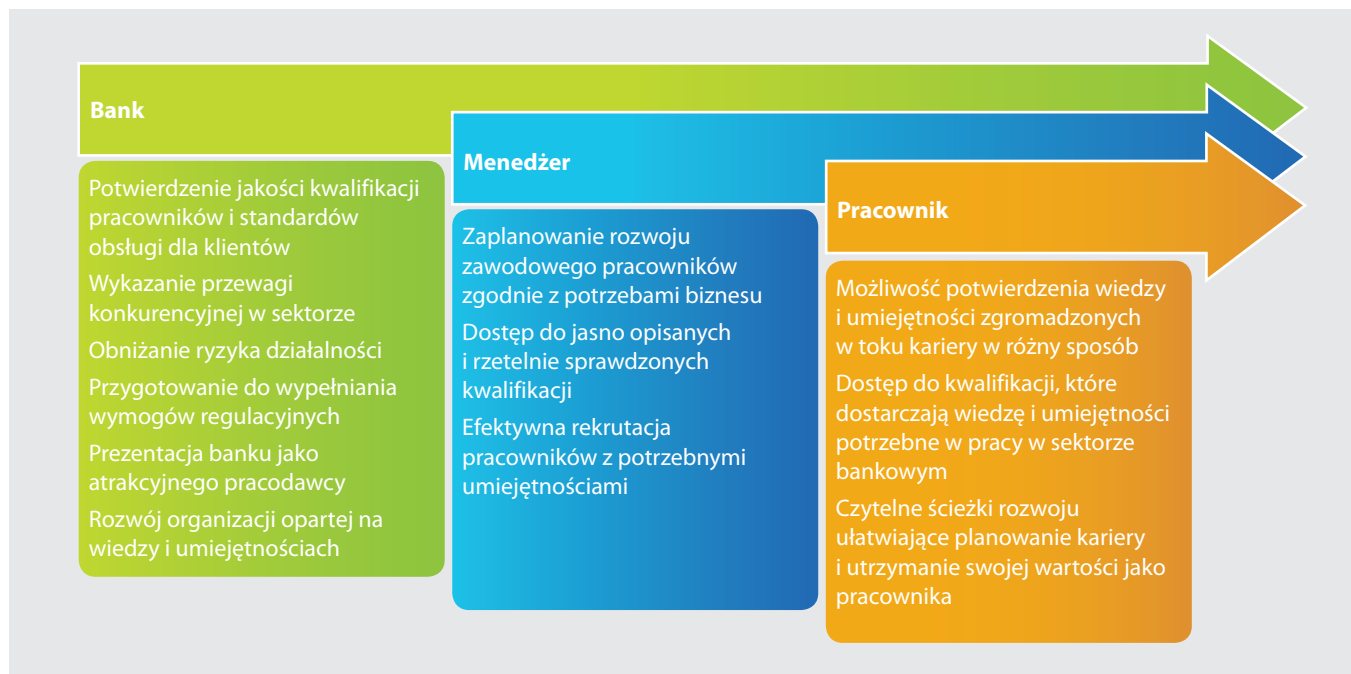 Bank
Potwierdzenie jakości kwalifikacji
pracowników i standardów
obsługi dla klientów
Wykazanie przewagi
konkurencyjnej w sektorze
Obniżanie ryzyka działalności
Przygotowanie do wypełniania
wymogów regulacyjnych
Prezentacja banku jako
atrakcyjnego pracodawcy
Rozwój organizacji opartej na
wiedzy i umiejętnościach
Menedżer
Zaplanowanie rozwoju
zawodowego pracowników
zgodnie z potrzebami biznesu
Dostęp do jasno opisanych
i rzetelnie sprawdzonych
kwalifikacji
Efektywna rekrutacja
pracowników z potrzebnymi
umiejętnościami
Pracownik
Możliwość potwierdzenia wiedzy
i umiejętności zgromadzonych
w toku kariery w różny sposób
Dostęp do kwalifikacji, które
dostarczają wiedzę i umiejętności
potrzebne w pracy w sektorze
bankowym
Czytelne ścieżki rozwoju
ułatwiające planowanie kariery
i utrzymanie swojej wartości jako
pracownika